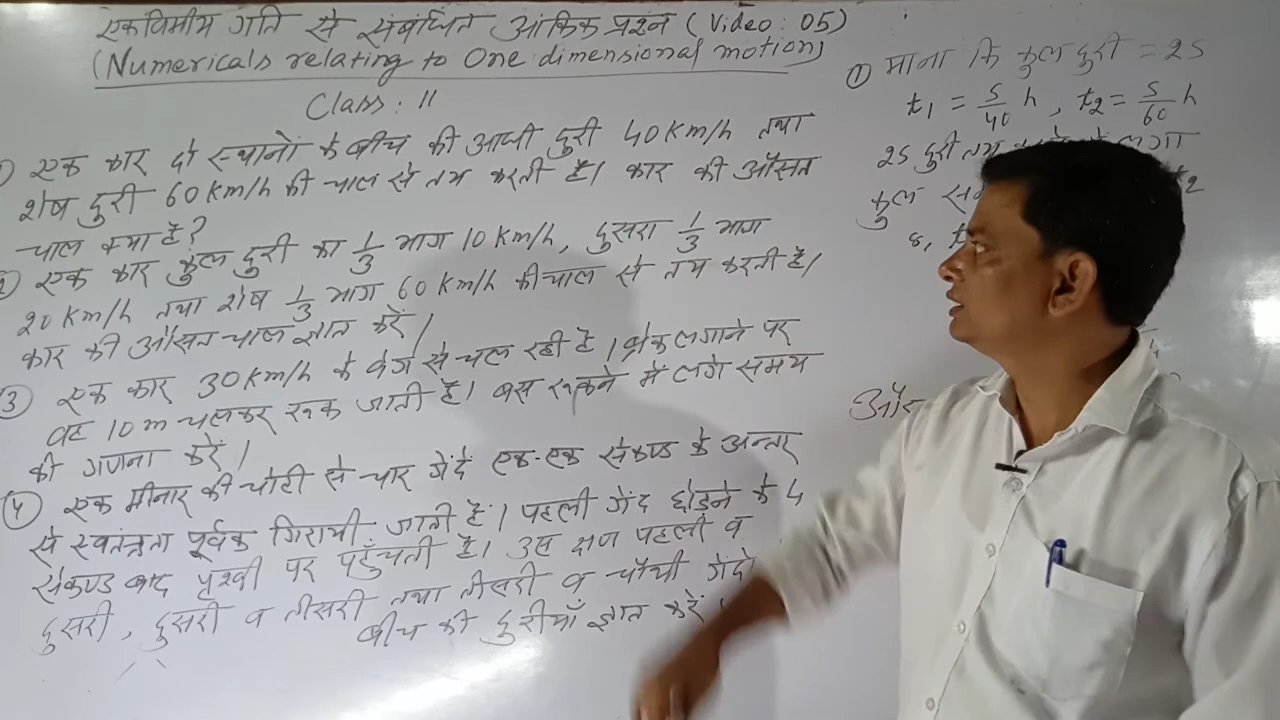 एकविमीय गति से संबंधित आंकिक प्रश्न (Video : 05)
(Numericals relating to One dimensional motion)
Class : 11
एक कार दो स्थानों के बीच की आधी दुरी 40 Km/h तथा
शेष दुरी 60 Km/h की चाल से तय करती है। कार की औसत
चाल क्या है?
2) एक कार कुल दुरी का 1/3 भाग 10 Km/h, दुसरा 1/3 भाग
20 Km/h तथा शेष 1/3 भाग 60 Km/h की चाल से तय करती है।
कार की औसत चाल ज्ञात करें।
3 एक कार 30 Km/h के वेग से चल रही है। ब्रेक लगाने पर
वह 10 m चलकर रूक जाती है। बस रूकने में लगे समय
की गणना करें।
4 एक मीनार की चोटी से चार गेंदे एक-एक सेकण्ड के अन्तर
से स्वतंत्रता पूर्वक गिरायी जाती हैं। पहली गेंद छोड़ने के 4
सेकण्ड बाद पृथ्वी पर पहुँचती है। उस क्षण पहली व
दुसरी, दुसरी व तीसरी तथा तीसरी व चौथी गेंदो
बीच की दुरीयाँ ज्ञात करें
1 माना कि कुल दुरी = 2S
t1 = S/40 h, t2 = S/60 h
2S दुरी तय लगा
कुल